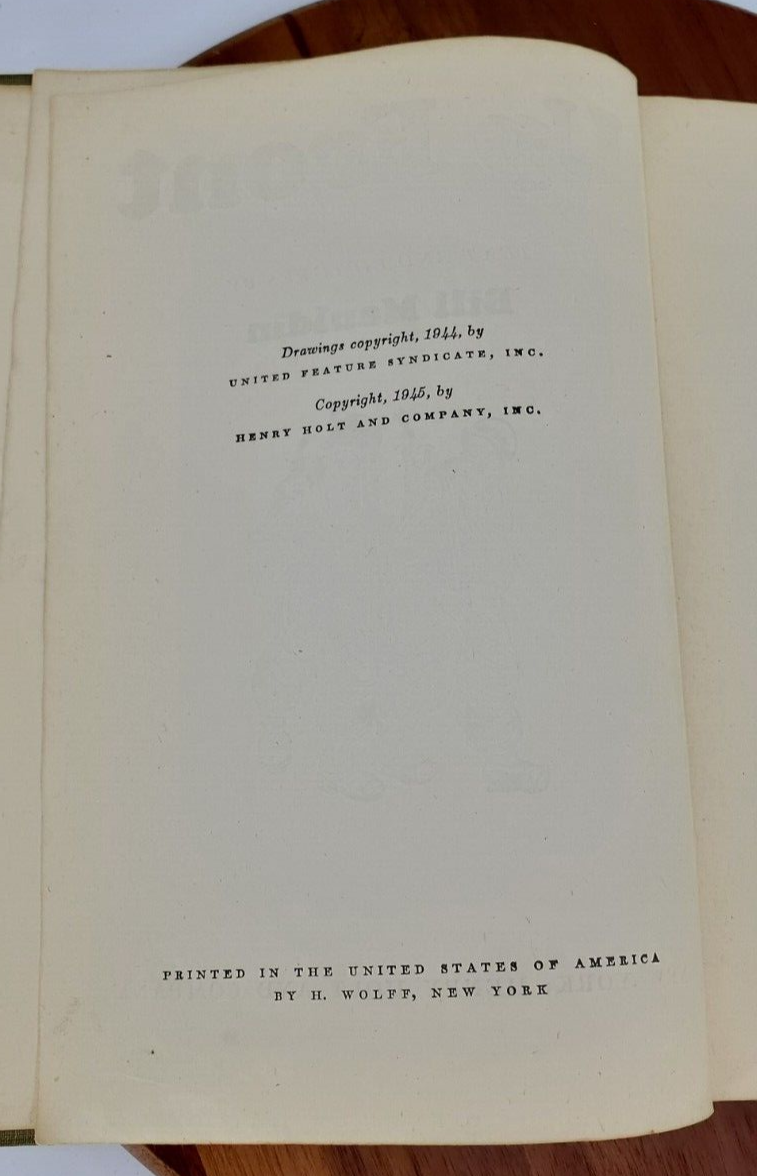 Drawings copyright, 1944, by
UNITED FEATURE SYNDICATE, INC.
Copyright, 1945, by
HENRY HOLT AND COMPANY, INC.
PRINTED IN THE UNITED STATES OF AMERICA
BY H. WOLFF, NEW YORK